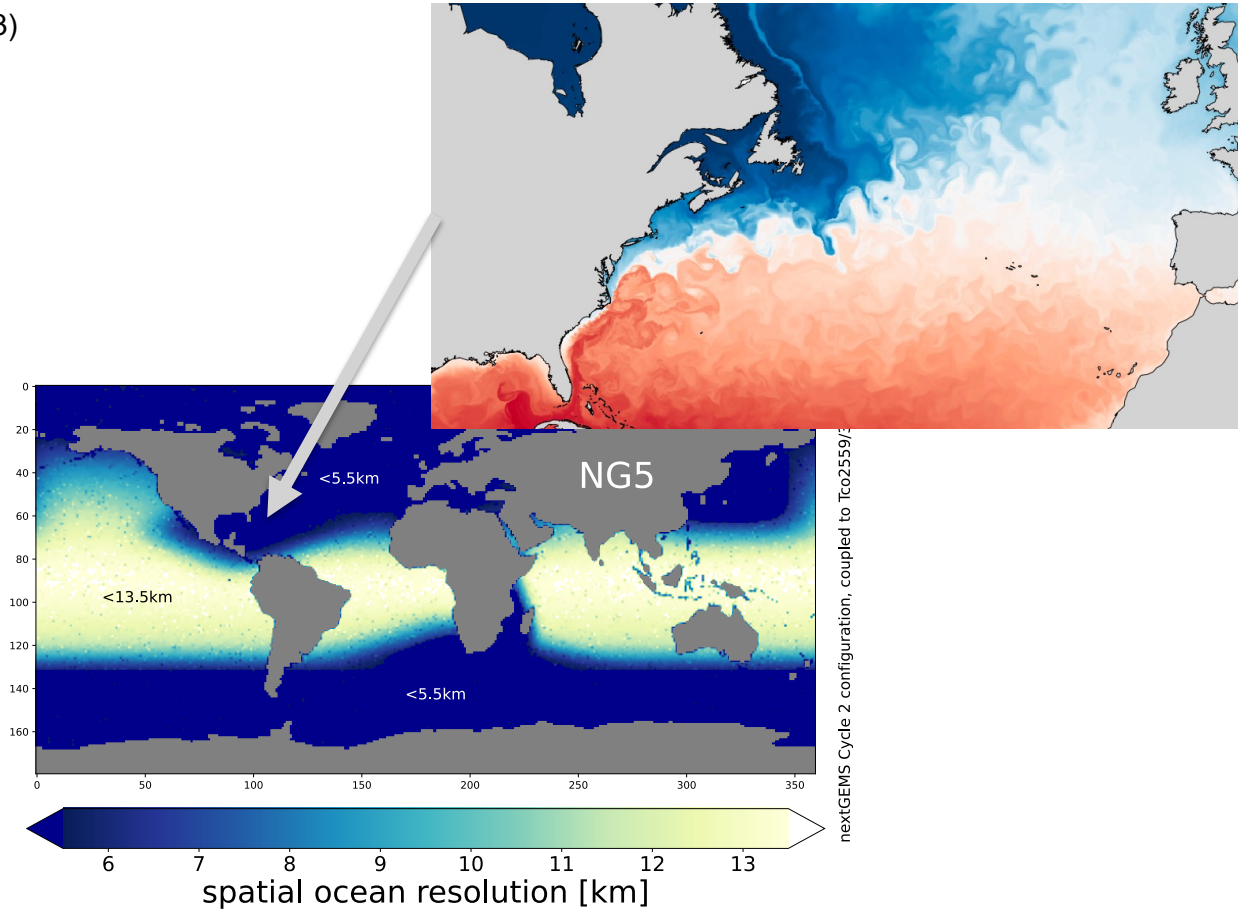 3)
0
20
40
60
80
100
120
140
160
<5.5km
NG5
<13.5km
<5.5km
0 50 100 150 200 250 300 350
6 7 8 9 10 11 12 13
spatial ocean resolution [km]
nextGEMS Cycle 2 configuration, coupled to Tco2559/